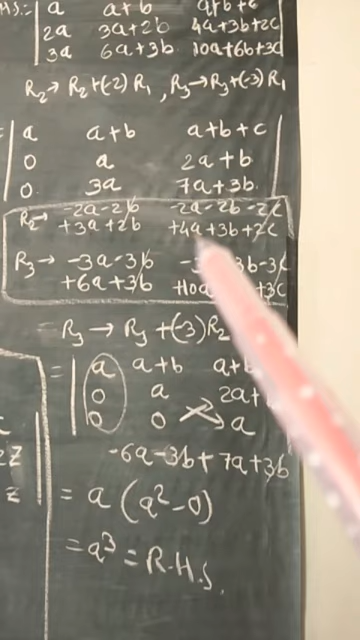 H.S.= | a a+b a+b+c
2a 3a+2b 4a+3b+2c
3a 6a+3b 10a+6b+3c
R₂→ R₂+(-2) R₁ , R₃→R₃+(-3) R₁
= | a a+b a+b+c
0 a 2a+b
0 3a 7a+3b
R₂→ -2a-2b -2a-2b-2c
+3a+2b +4a+3b+2c
R₃→ -3a-3b 3b-3c
+6a+3b +10a +3c
= R₃ → R₃+(-3)R₂
= | a a+b a+b
0 a 2a+
0 0 a
-6a-3b+7a+3b
z
z
= a (a²-0)
= a³ = R.H.S.